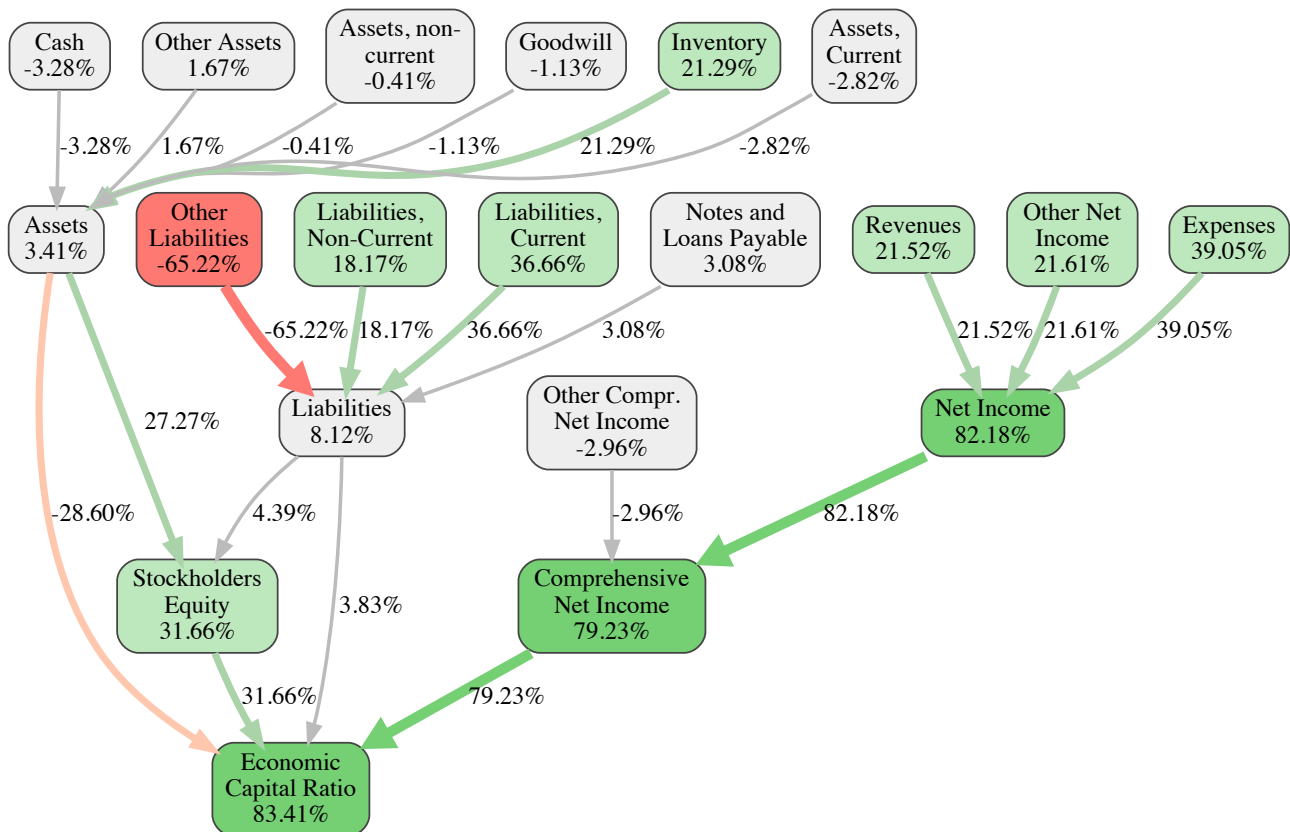 Cash
-3.28%
Other Assets
1.67%
Assets, non-
current
-0.41%
Goodwill
-1.13%
Inventory
21.29%
Assets,
Current
-2.82%
-3.28%
1.67%
-0.41%
-1.13%
21.29%
-2.82%
Assets
3.41%
Other
Liabilities
-65.22%
Liabilities,
Non-Current
18.17%
Liabilities,
Current
36.66%
Notes and
Loans Payable
3.08%
Revenues
21.52%
Other Net
Income
21.61%
Expenses
39.05%
-65.22%
18.17%
36.66%
3.08%
21.52%
21.61%
39.05%
27.27%
Liabilities
8.12%
Other Compr.
Net Income
-2.96%
Net Income
82.18%
-28.60%
4.39%
-2.96%
82.18%
Stockholders
Equity
31.66%
3.83%
Comprehensive
Net Income
79.23%
31.66%
79.23%
Economic
Capital Ratio
83.41%